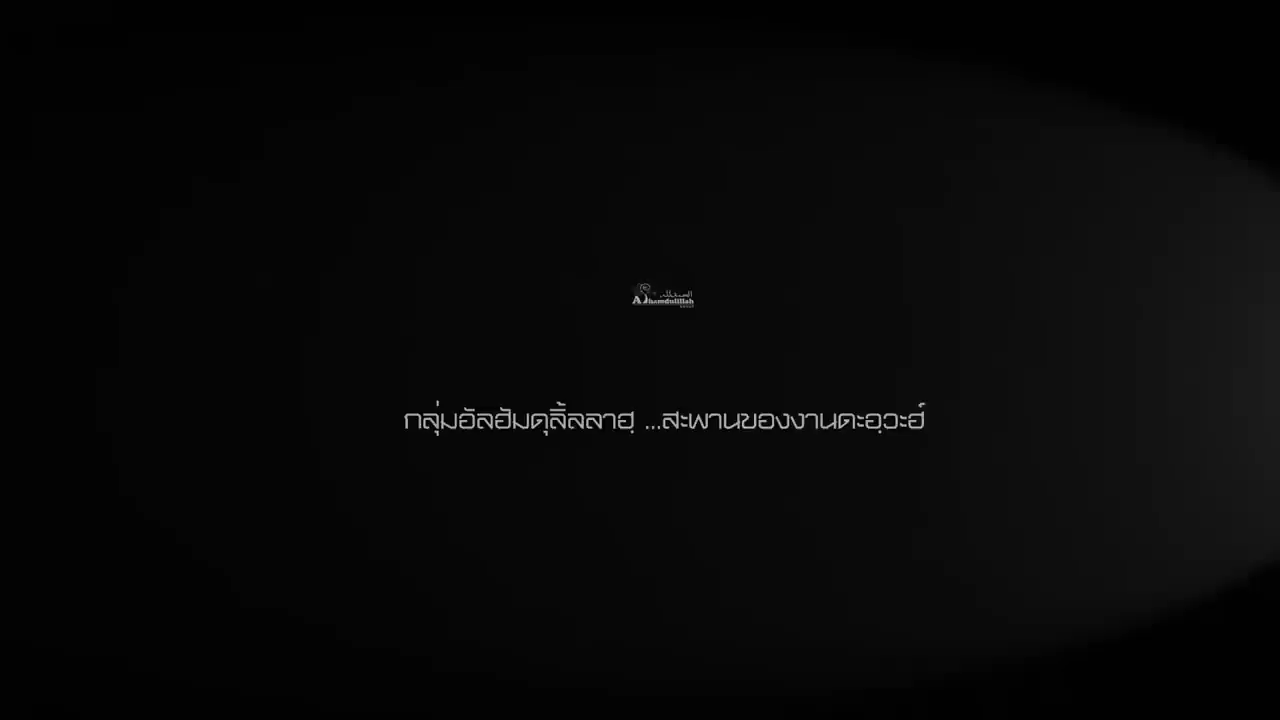 الحمدلله
Alhamdulillah
กลุ่มอัลฮัมดุลิ้ลลาฮฺ ...สะพานของงานดะอฺวะฮ์